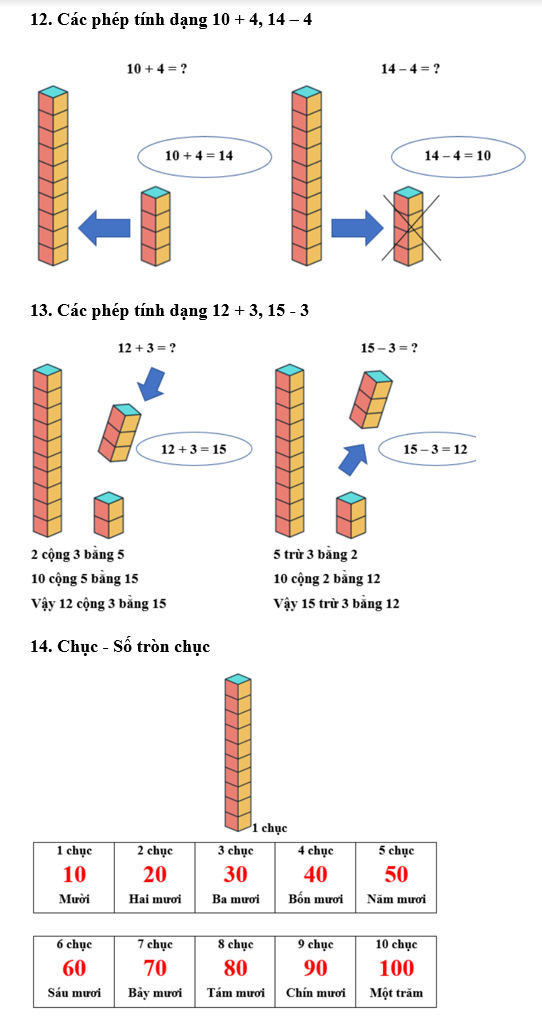 12. Các phép tính dạng 10 + 4, 14 – 4
10 + 4 = ?
14 – 4 = ?
10 + 4 = 14
14 – 4 = 10
13. Các phép tính dạng 12 + 3, 15 - 3
12 + 3 = ?
15 – 3 = ?
12 + 3 = 15
15 – 3 = 12
2 cộng 3 bằng 5
10 cộng 5 bằng 15
Vậy 12 cộng 3 bằng 15
5 trừ 3 bằng 2
10 cộng 2 bằng 12
Vậy 15 trừ 3 bằng 12
14. Chục - Số tròn chục
1 chục
1 chục 2 chục 3 chục 4 chục 5 chục
10 20 30 40 50
Mười Hai mươi Ba mươi Bốn mươi Năm mươi
6 chục 7 chục 8 chục 9 chục 10 chục
60 70 80 90 100
Sáu mươi Bảy mươi Tám mươi Chín mươi Một trăm